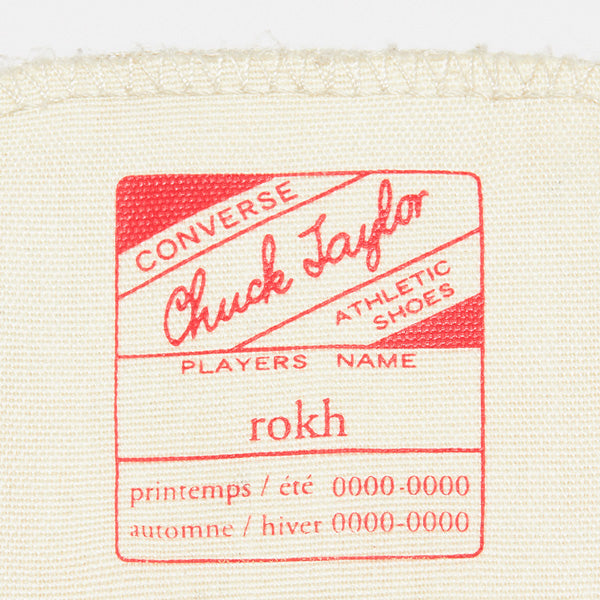 CONVERSE
Chuck Taylor
ATHLETIC
SHOES
PLAYERS NAME
rokh
printemps / été 0000-0000
automne / hiver 0000-0000